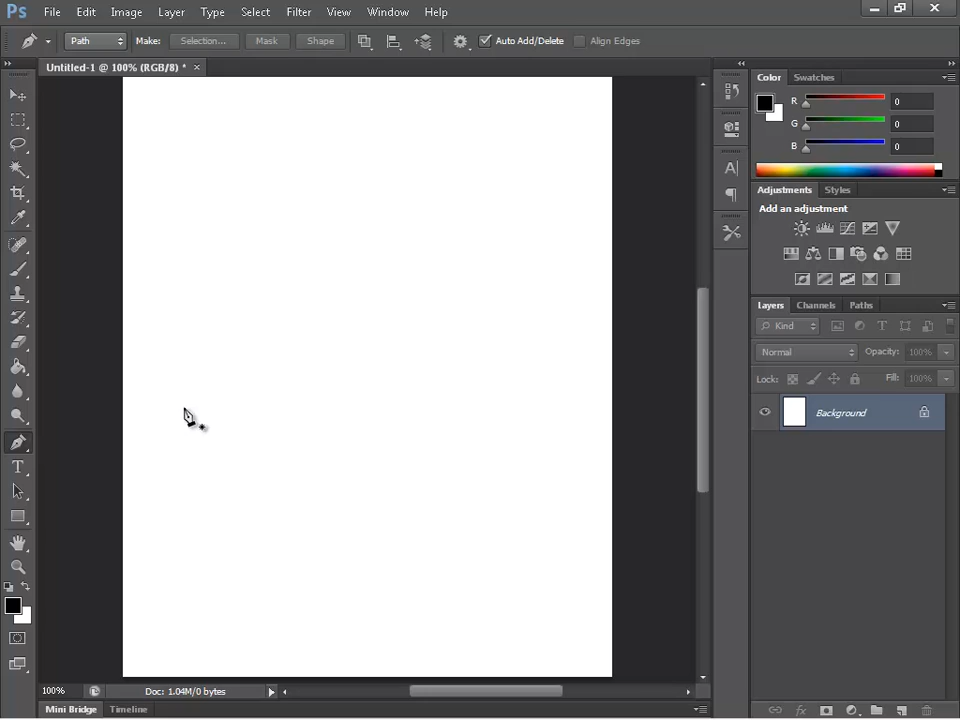 Ps File Edit Image Layer Type Select Filter View Window Help
Path Make: Selection... Mask Shape Auto Add/Delete Align Edges
Untitled-1 @ 100% (RGB/8) * ×
Color Swatches
R 0
G 0
B 0
Adjustments Styles
Add an adjustment
Layers Channels Paths
Kind T
Normal Opacity: 100%
Lock: Fill: 100%
Background
A
T
100% Doc: 1.04M/0 bytes
Mini Bridge Timeline
fx